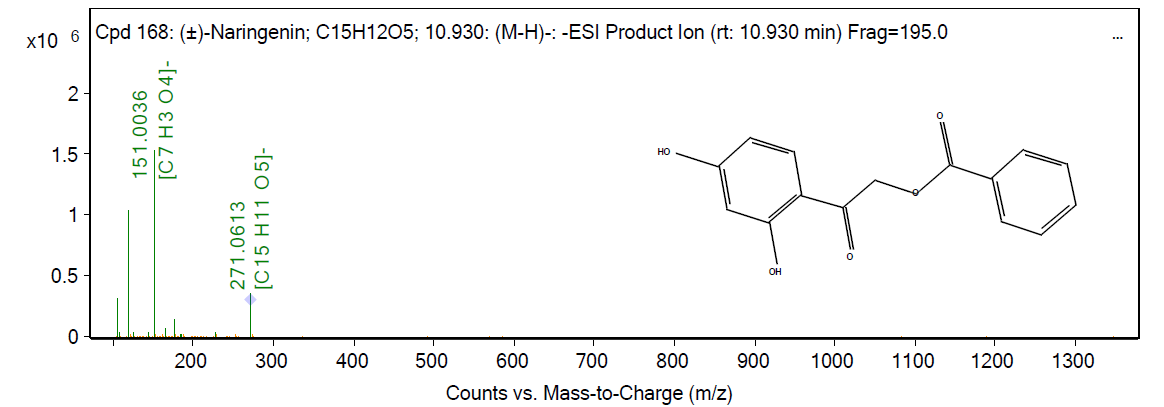 x10 6
Cpd 168: (±)-Naringenin; C15H12O5; 10.930: (M-H)-: -ESI Product Ion (rt: 10.930 min) Frag=195.0
...
2
1.5
1
0.5
0
151.0036
[C7 H3 O4]-
271.0613
[C15 H11 O5]-
HO
OH
O
O
O
200 300 400 500 600 700 800 900 1000 1100 1200 1300
Counts vs. Mass-to-Charge (m/z)